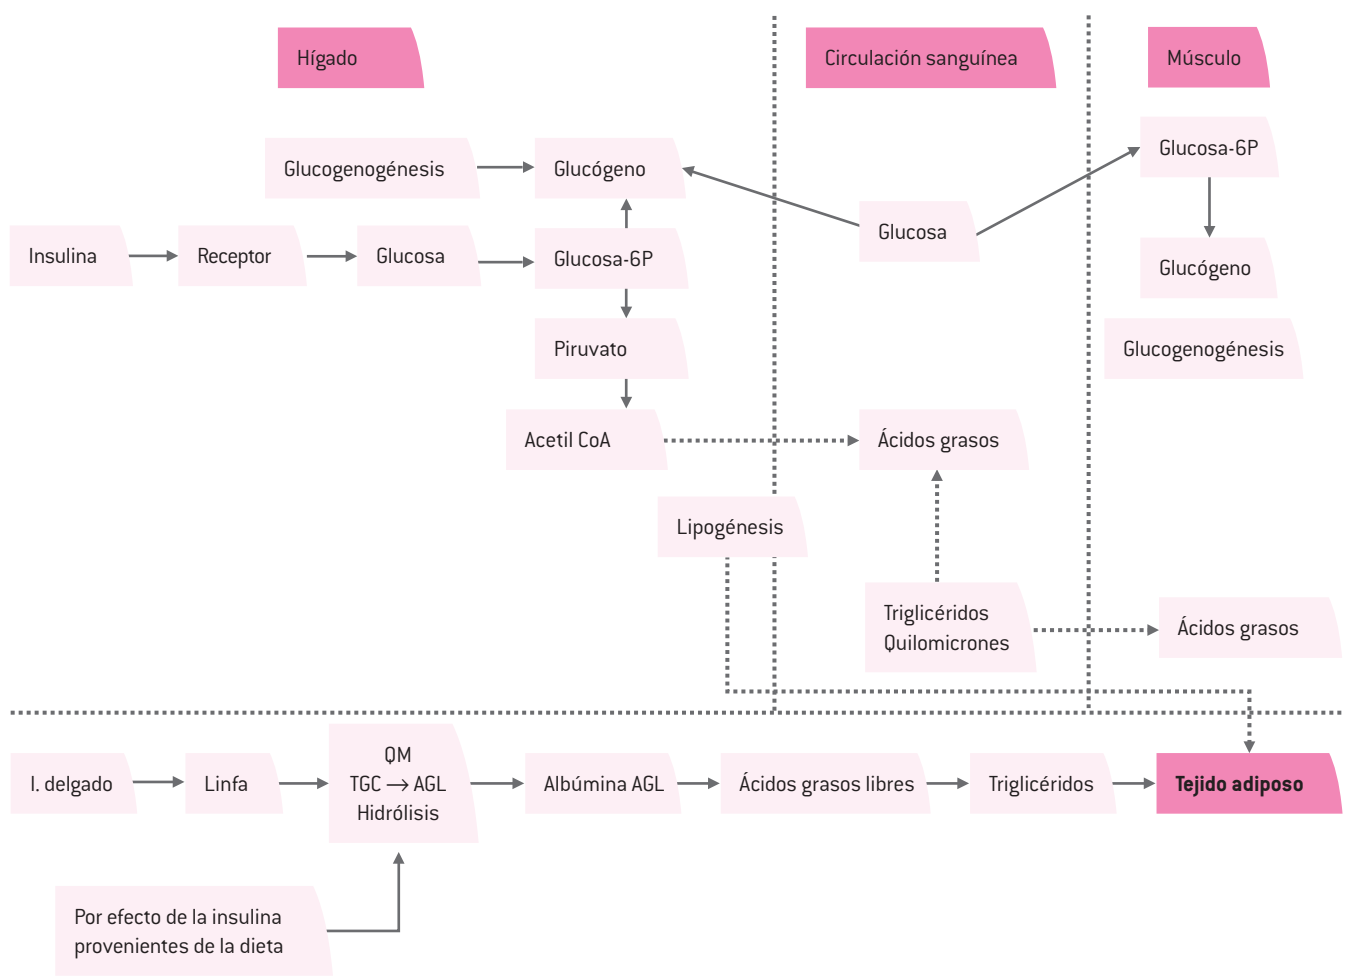 Hígado
Circulación sanguínea
Músculo
Glucogenogénesis
Glucógeno
Glucosa-6P
Glucosa
Insulina
Receptor
Glucosa
Glucosa-6P
Glucógeno
Piruvato
Glucogenogénesis
Acetil CoA
Ácidos grasos
Lipogénesis
Triglicéridos
Quilomicrones
Ácidos grasos
I. delgado
Linfa
QM
TGC → AGL
Hidrólisis
Albúmina AGL
Ácidos grasos libres
Triglicéridos
Tejido adiposo
Por efecto de la insulina
provenientes de la dieta